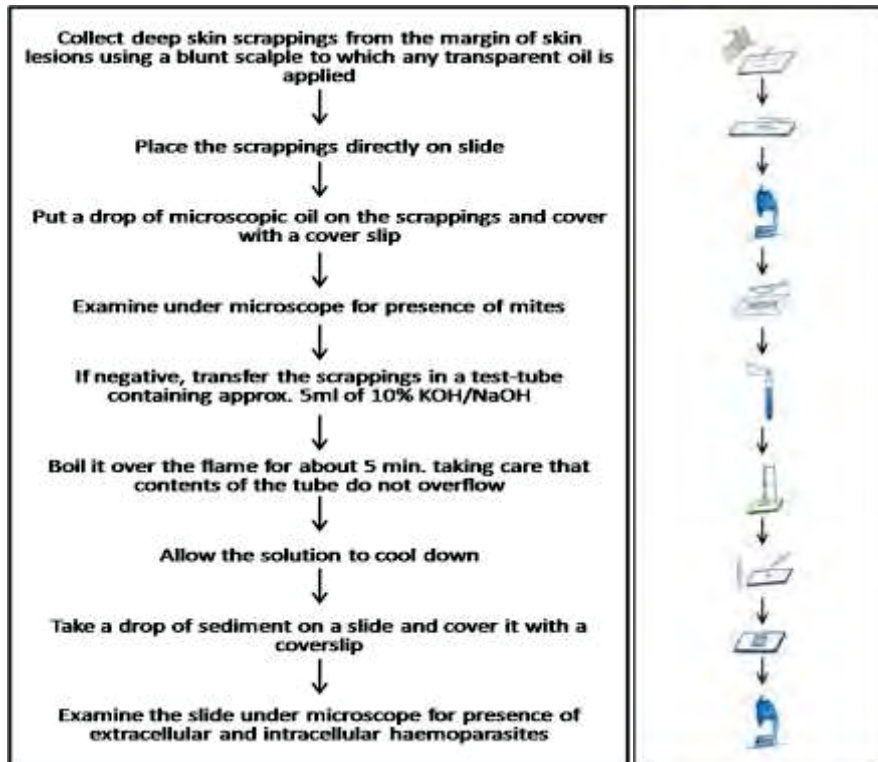 Collect deep skin scrappings from the margin of skin
lesions using a blunt scalple to which any transparent oil is
applied
Place the scrappings directly on slide
Put a drop of microscopic oil on the scrappings and cover
with a cover slip
Examine under microscope for presence of mites
If negative, transfer the scrappings in a test-tube
containing approx. 5ml of 10% KOH/NaOH
Boil it over the flame for about 5 min. taking care that
contents of the tube do not overflow
Allow the solution to cool down
Take a drop of sediment on a slide and cover it with a
coverslip
Examine the slide under microscope for presence of
extracellular and intracellular haemoparasites